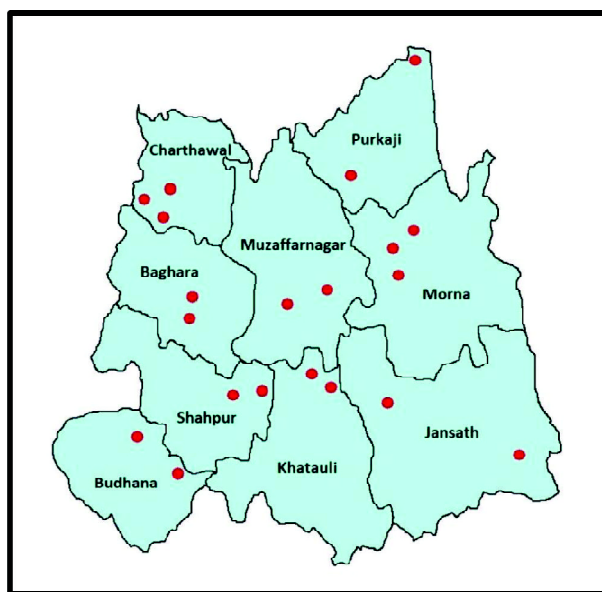 Purkaji
Charthawal
Muzaffarnagar
Baghara
Morna
Shahpur
Jansath
Khatauli
Budhana